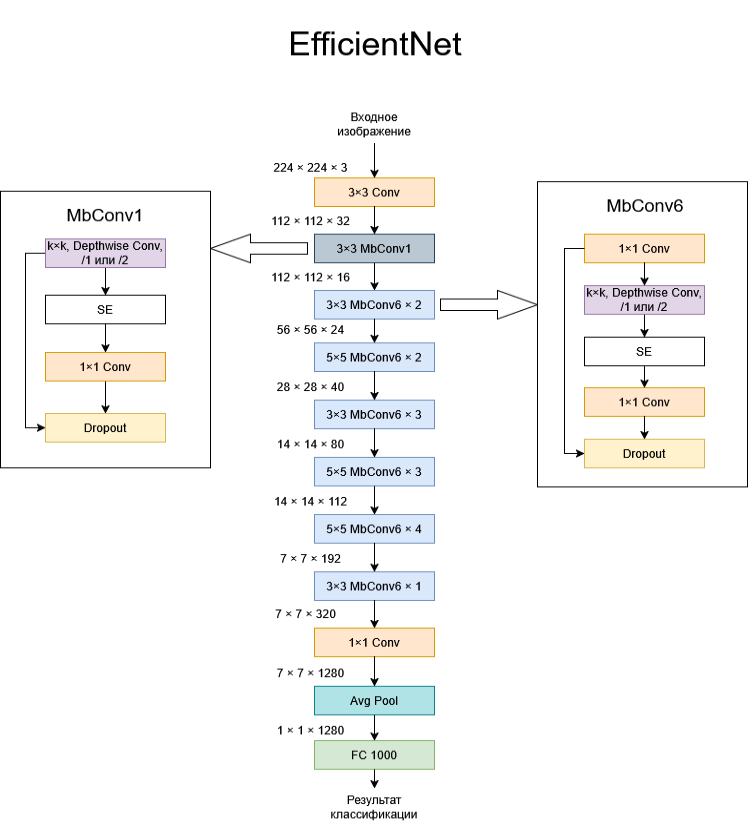 EfficientNet
Входное
изображение
224 × 224 × 3
3×3 Conv
112 × 112 × 32
3×3 MbConv1
112 × 112 × 16
3×3 MbConv6 × 2
56 × 56 × 24
5×5 MbConv6 × 2
28 × 28 × 40
3×3 MbConv6 × 3
14 × 14 × 80
5×5 MbConv6 × 3
14 × 14 × 112
5×5 MbConv6 × 4
7 × 7 × 192
3×3 MbConv6 × 1
7 × 7 × 320
1×1 Conv
7 × 7 × 1280
Avg Pool
1 × 1 × 1280
FC 1000
Результат
классификации
MbConv1
k×k, Depthwise Conv,
/1 или /2
SE
1×1 Conv
Dropout
MbConv6
1×1 Conv
k×k, Depthwise Conv,
/1 или /2
SE
1×1 Conv
Dropout